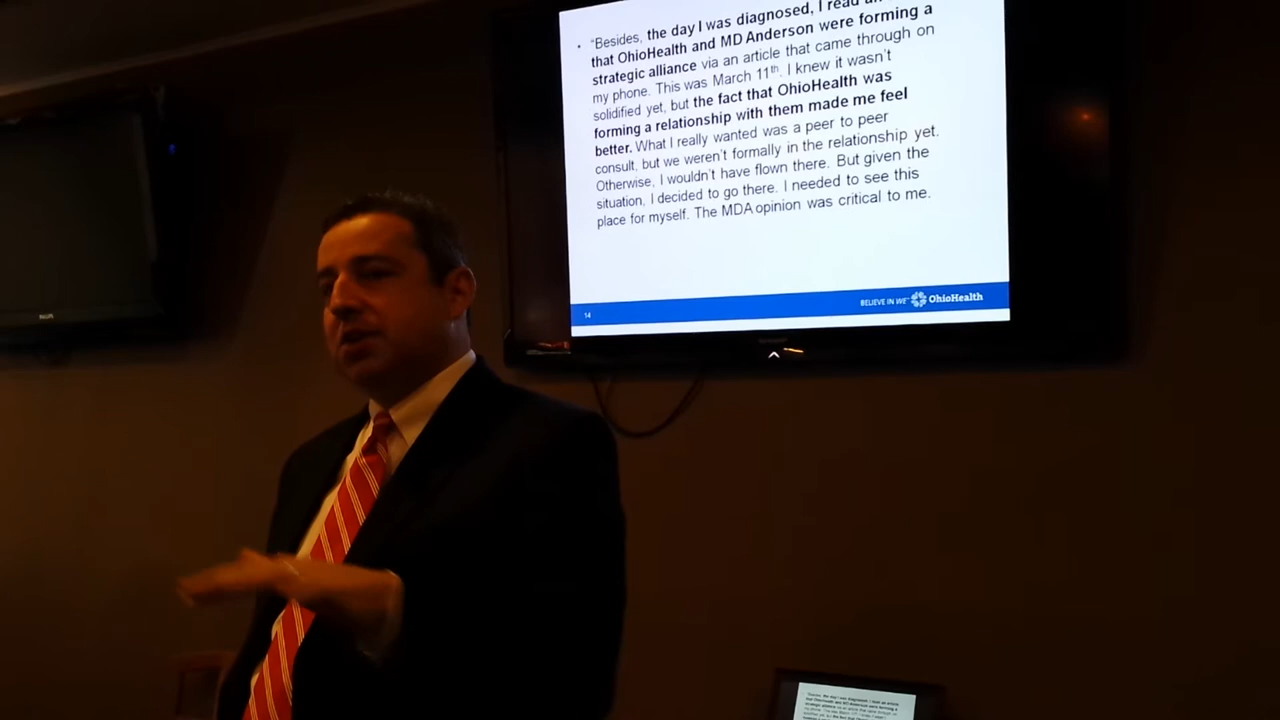 • “Besides, the day I was diagnosed, I read an
that OhioHealth and MD Anderson were forming a
strategic alliance via an article that came through on
my phone. This was March 11th. I knew it wasn’t
solidified yet, but the fact that OhioHealth was
forming a relationship with them made me feel
better. What I really wanted was a peer to peer
consult, but we weren’t formally in the relationship yet.
Otherwise, I wouldn’t have flown there. But given the
situation, I decided to go there. I needed to see this
place for myself. The MDA opinion was critical to me.
14
BELIEVE IN WE℠ OhioHealth
PHILIPS